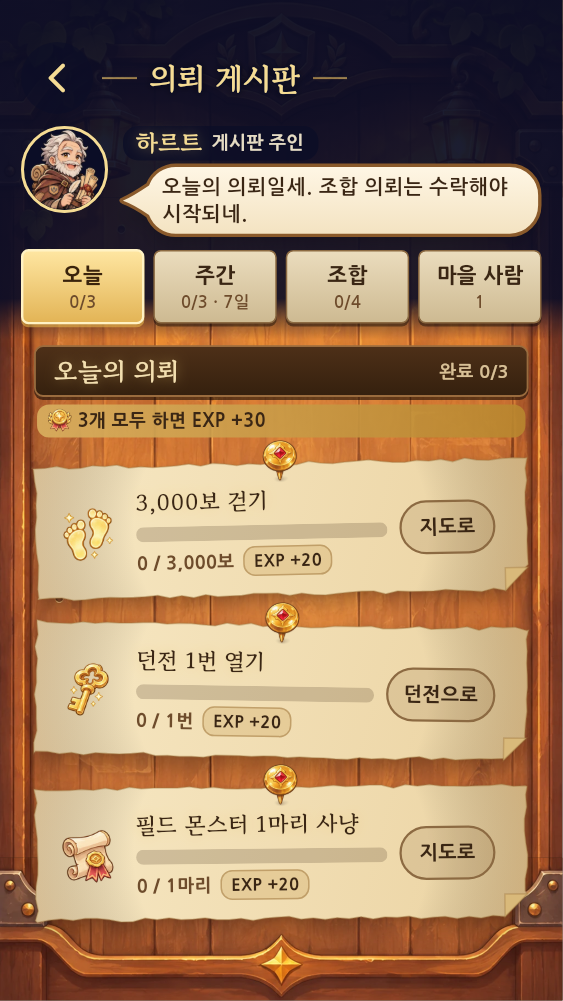 의뢰 게시판
하르트 게시판 주인
오늘의 의뢰일세. 조합 의뢰는 수락해야
시작되네.
오늘
0/3
주간
0/3 · 7일
조합
0/4
마을 사람
1
오늘의 의뢰
완료 0/3
3개 모두 하면 EXP +30
3,000보 걷기
0 / 3,000보
EXP +20
지도로
던전 1번 열기
0 / 1번
EXP +20
던전으로
필드 몬스터 1마리 사냥
0 / 1마리
EXP +20
지도로